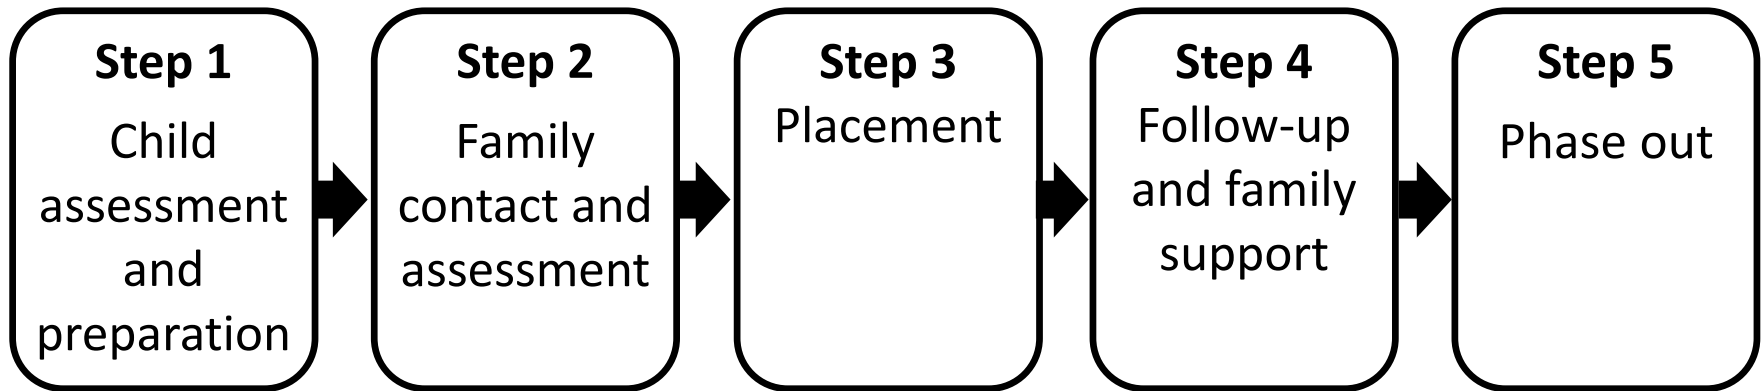 Step 1
Child
assessment
and
preparation
Step 2
Family
contact and
assessment
Step 3
Placement
Step 4
Follow-up
and family
support
Step 5
Phase out